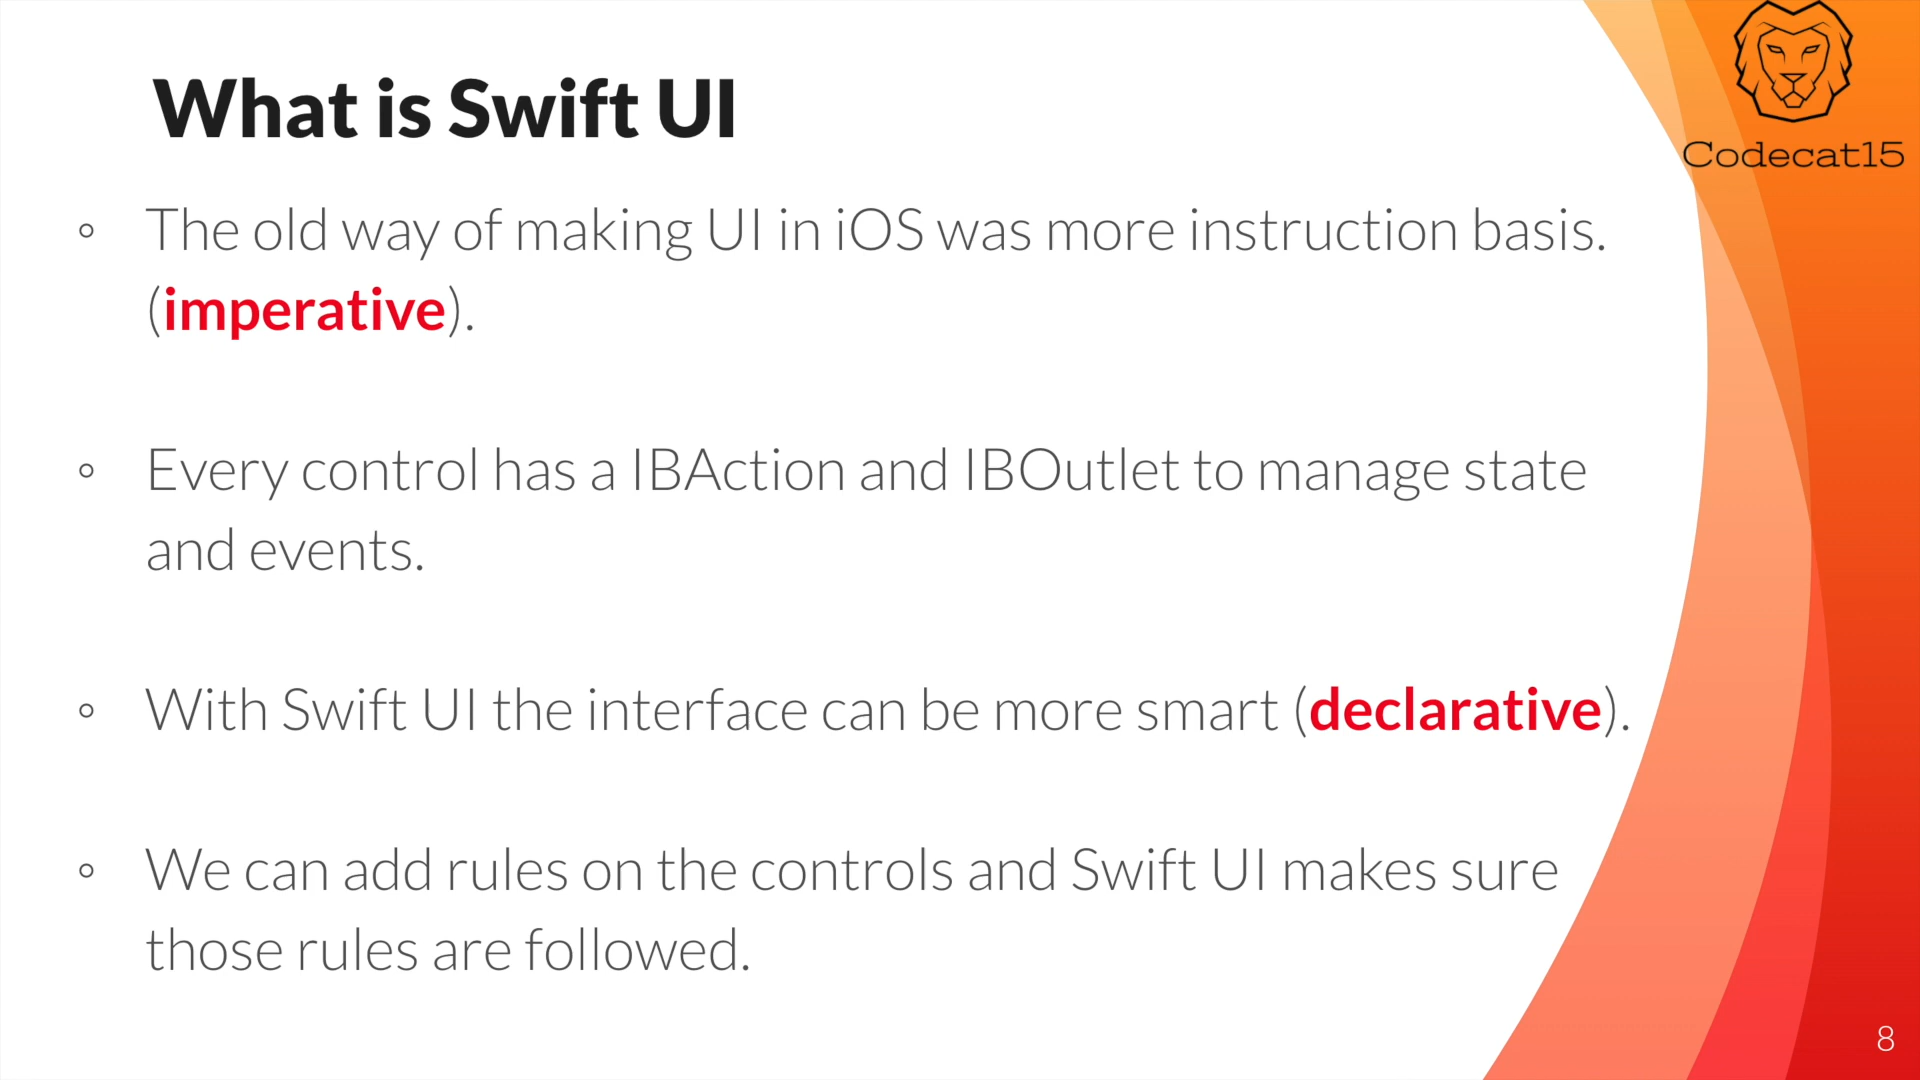 Codecat15
What is Swift UI
◦ The old way of making UI in iOS was more instruction basis.
(imperative).
◦ Every control has a IBAction and IBOutlet to manage state
and events.
◦ With Swift UI the interface can be more smart (declarative).
◦ We can add rules on the controls and Swift UI makes sure
those rules are followed.
8